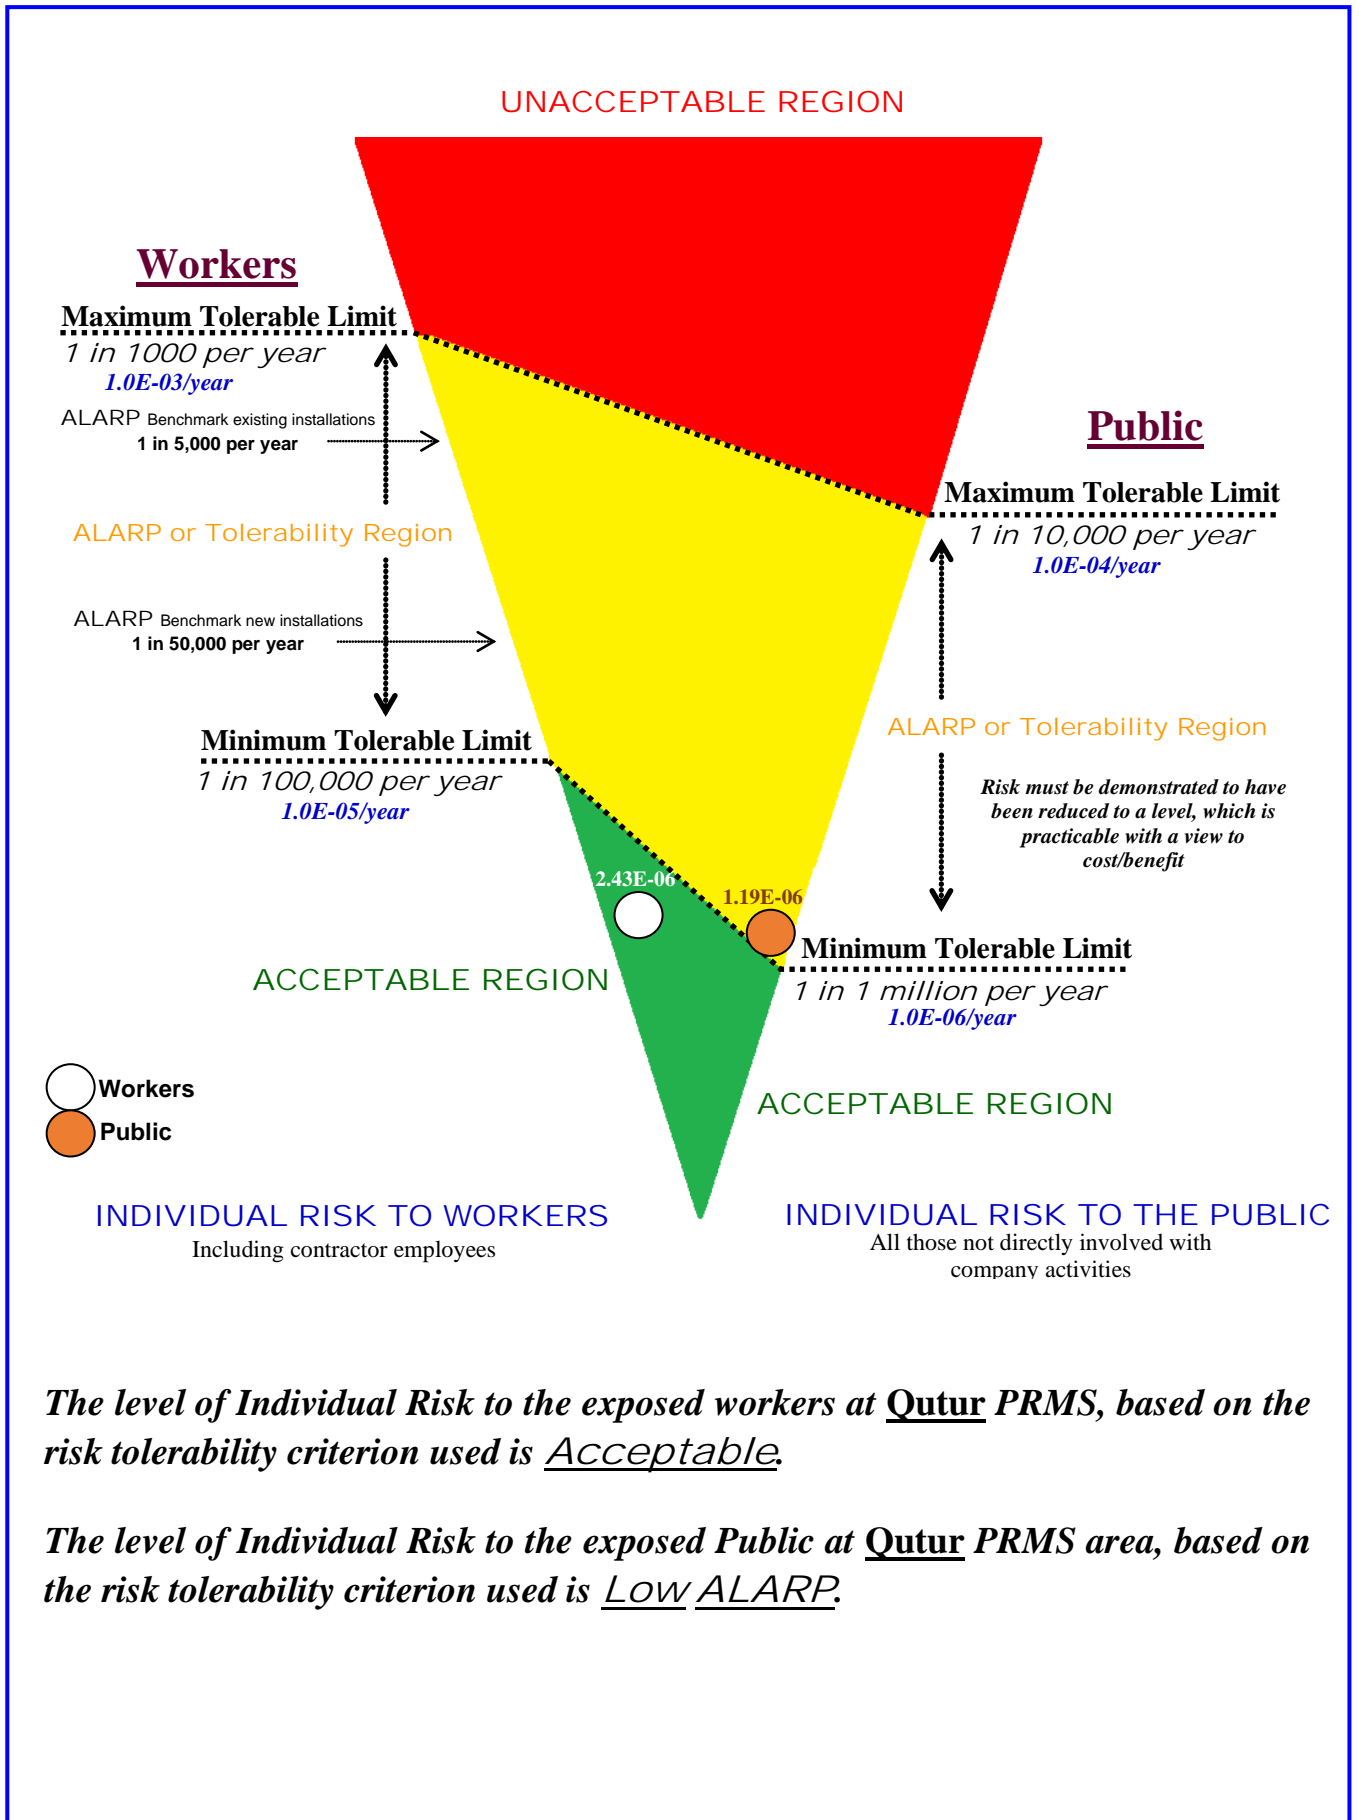 UNACCEPTABLE REGION
Workers
Maximum Tolerable Limit
1 in 1000 per year
1.0E-03/year
ALARP Benchmark existing installations
1 in 5,000 per year
ALARP or Tolerability Region
ALARP Benchmark new installations
1 in 50,000 per year
Minimum Tolerable Limit
1 in 100,000 per year
1.0E-05/year
Public
Maximum Tolerable Limit
1 in 10,000 per year
1.0E-04/year
ALARP or Tolerability Region
Risk must be demonstrated to have
been reduced to a level, which is
practicable with a view to
cost/benefit
2.43E-06
1.19E-06
Minimum Tolerable Limit
1 in 1 million per year
1.0E-06/year
ACCEPTABLE REGION
ACCEPTABLE REGION
Workers
Public
INDIVIDUAL RISK TO WORKERS
Including contractor employees
INDIVIDUAL RISK TO THE PUBLIC
All those not directly involved with
company activities
The level of Individual Risk to the exposed workers at Qutur PRMS, based on the
risk tolerability criterion used is Acceptable.
The level of Individual Risk to the exposed Public at Qutur PRMS area, based on
the risk tolerability criterion used is Low ALARP.